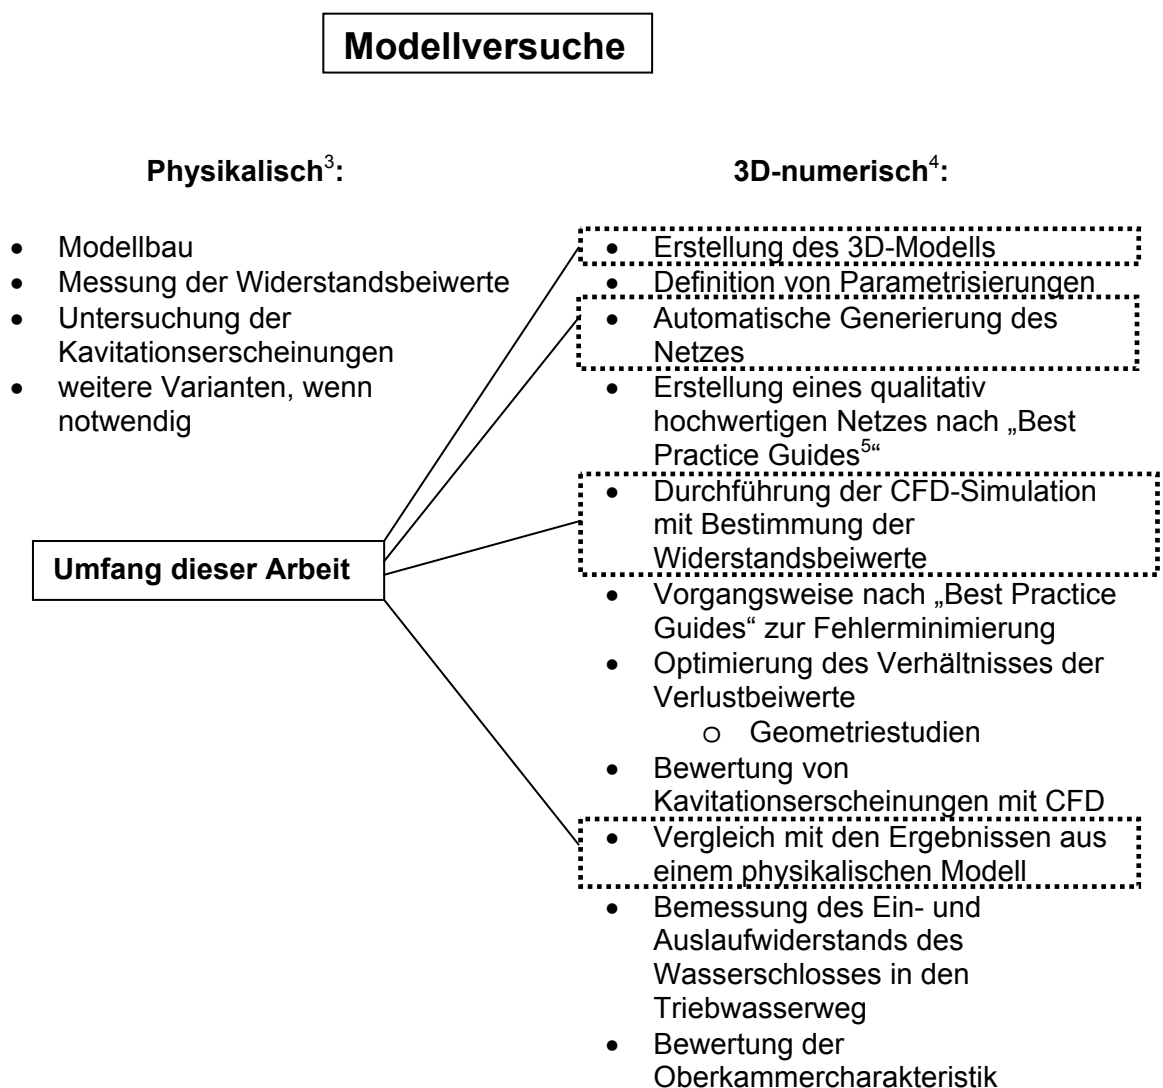 Modellversuche
Physikalisch³:
• Modellbau
• Messung der Widerstandsbeiwerte
• Untersuchung der
Kavitationserscheinungen
• weitere Varianten, wenn
notwendig
Umfang dieser Arbeit
3D-numerisch⁴:
• Erstellung des 3D-Modells
• Definition von Parametrisierungen
• Automatische Generierung des
Netzes
• Erstellung eines qualitativ
hochwertigen Netzes nach „Best
Practice Guides⁵“
• Durchführung der CFD-Simulation
mit Bestimmung der
Widerstandsbeiwerte
• Vorgangsweise nach „Best Practice
Guides“ zur Fehlerminimierung
• Optimierung des Verhältnisses der
Verlustbeiwerte
o Geometriestudien
• Bewertung von
Kavitationserscheinungen mit CFD
• Vergleich mit den Ergebnissen aus
einem physikalischen Modell
• Bemessung des Ein- und
Auslaufwiderstands des
Wasserschlosses in den
Triebwasserweg
• Bewertung der
Oberkammercharakteristik